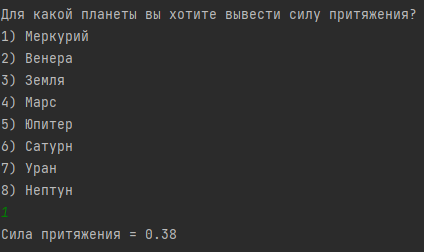 Для какой планеты вы хотите вывести силу притяжения?
1) Меркурий
2) Венера
3) Земля
4) Марс
5) Юпитер
6) Сатурн
7) Уран
8) Нептун
1
Сила притяжения = 0.38